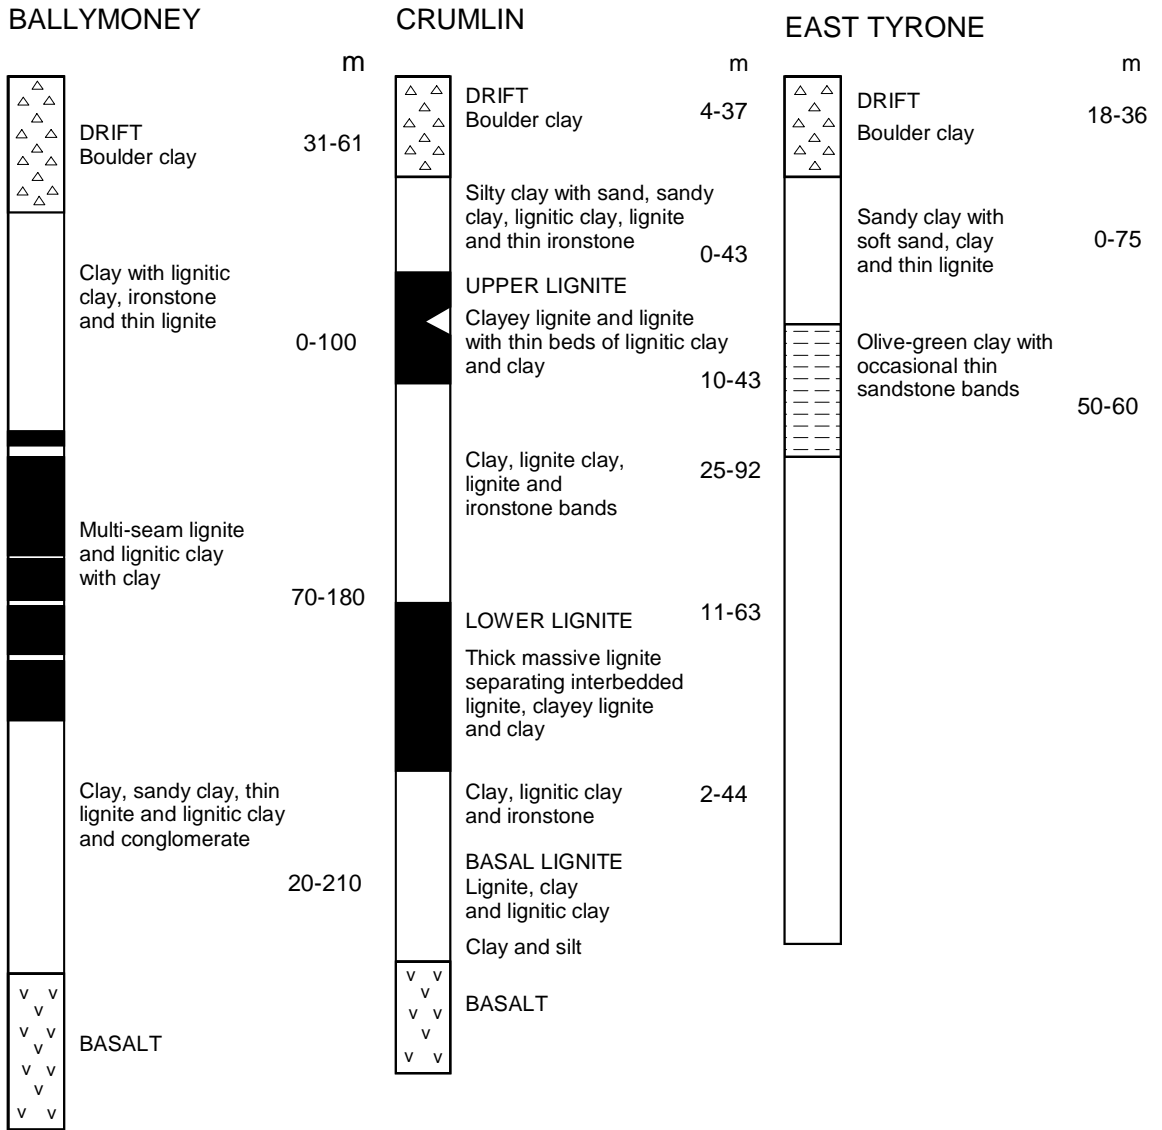 BALLYMONEY
m
DRIFT
Boulder clay
31-61
Clay with lignitic
clay, ironstone
and thin lignite
0-100
Multi-seam lignite
and lignitic clay
with clay
70-180
Clay, sandy clay, thin
lignite and lignitic clay
and conglomerate
20-210
BASALT
CRUMLIN
m
DRIFT
Boulder clay
4-37
Silty clay with sand, sandy
clay, lignitic clay, lignite
and thin ironstone
0-43
UPPER LIGNITE
Clayey lignite and lignite
with thin beds of lignitic clay
and clay
10-43
Clay, lignite clay,
lignite and
ironstone bands
25-92
LOWER LIGNITE
11-63
Thick massive lignite
separating interbedded
lignite, clayey lignite
and clay
Clay, lignitic clay
and ironstone
2-44
BASAL LIGNITE
Lignite, clay
and lignitic clay
Clay and silt
BASALT
EAST TYRONE
m
DRIFT
Boulder clay
18-36
Sandy clay with
soft sand, clay
and thin lignite
0-75
Olive-green clay with
occasional thin
sandstone bands
50-60